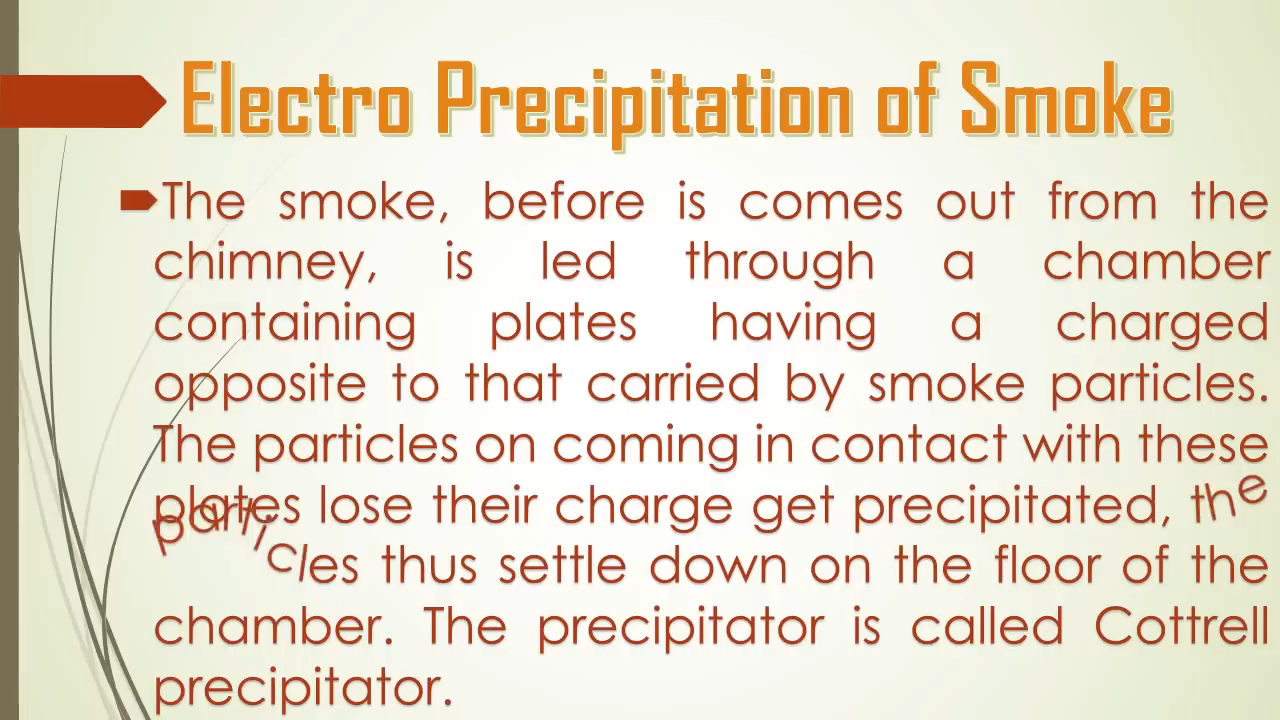 Electro Precipitation of Smoke
The smoke, before is comes out from the
chimney, is led through a chamber
containing plates having a charged
opposite to that carried by smoke particles.
The particles on coming in contact with these
plates lose their charge get precipitated, the
particles thus settle down on the floor of the
chamber. The precipitator is called Cottrell
precipitator.